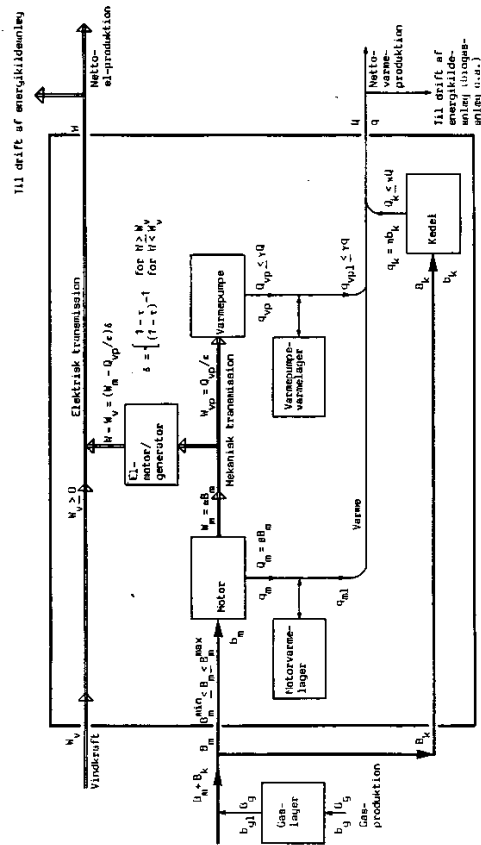 Til drift af energikildeanlæg
Netto-
el-produktion
W
Elektrisk transmission
W_v ≥ 0
W_v
Vindkraft
W - W_v = (W_m - Q_vp/ε)δ
δ = { 1 - τ for W ≥ W_v
(1 - τ)^-1 for W < W_v
El-
motor/
generator
Mekanisk transmission
W_m = αB_m
W_vp = Q_vp/ε
Varmepumpe
Q_vp ≤ γQ
q_vp
Varmepumpe-
varmelager
q_vpl ≤ γq
Motor
b_m
Q_m = βB_m
q_m
Motorvarme-
lager
q_ml
Varme
B_m^min ≤ B_m ≤ B_m^max
B_m
B_m + B_k
b_gl
G_g
Gas-
lager
b_g
G_g
Gas-
produktion
B_k
B_k
b_k
Kedel
q_k = πb_k
Q_k ≤ κQ
Q
q
Netto-
varme-
produktion
Til drift af
energikilde-
anlæg (biogas-
anlæg o.a.)